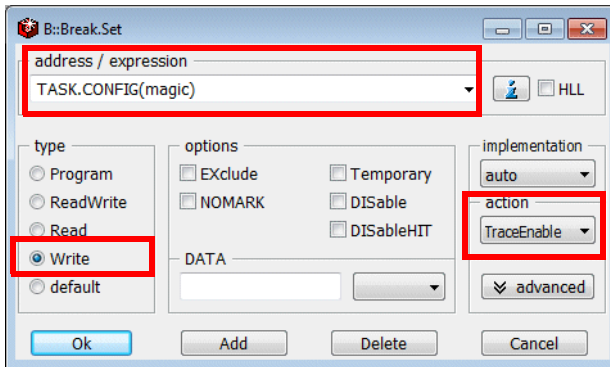 B::Break.Set
address / expression
TASK.CONFIG(magic)
i
HLL
type
Program
ReadWrite
Read
Write
default
options
EXclude
Temporary
NOMARK
DISable
DISableHIT
DATA
implementation
auto
action
TraceEnable
advanced
Ok
Add
Delete
Cancel